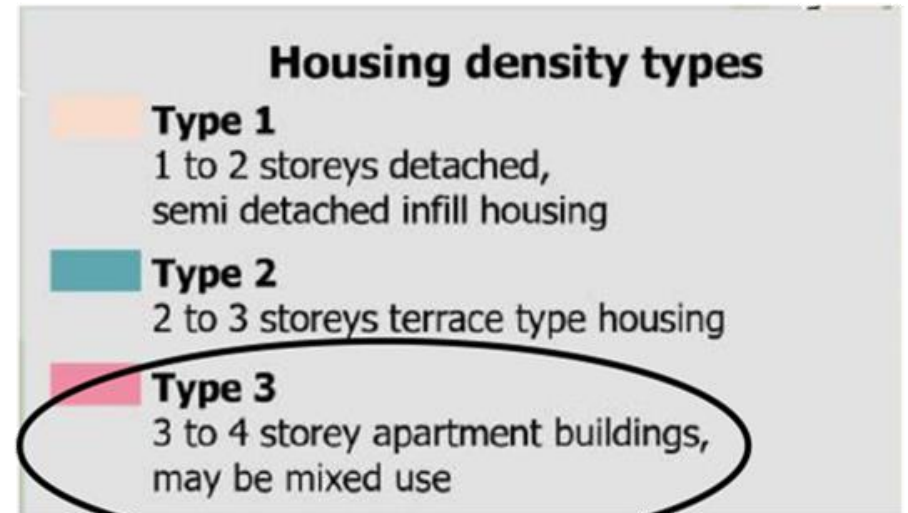 Housing density types
Type 1
1 to 2 storeys detached,
semi detached infill housing
Type 2
2 to 3 storeys terrace type housing
Type 3
3 to 4 storey apartment buildings,
may be mixed use